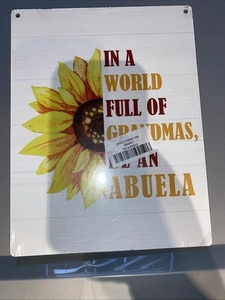 IN A
WORLD
FULL OF
GRANDMAS,
AN
ABUELA